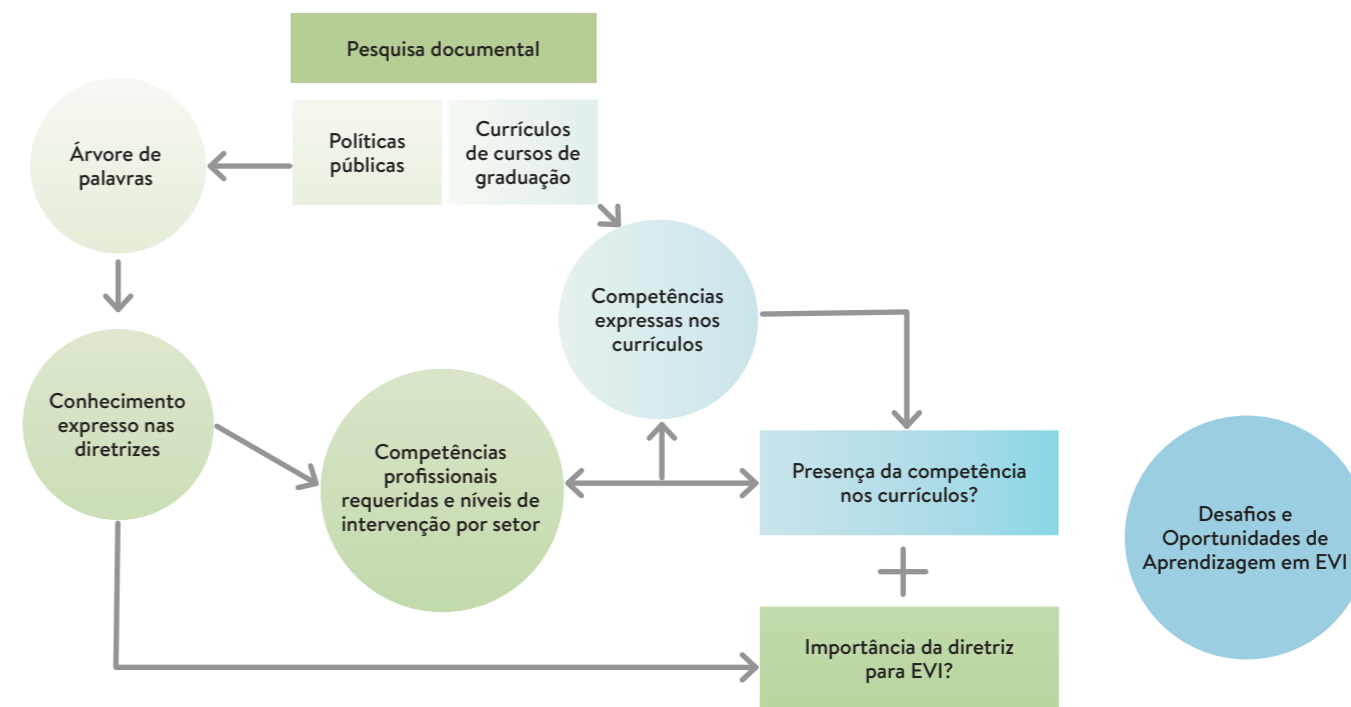 Pesquisa documental
Árvore de
palavras
Políticas
públicas
Currículos
de cursos de
graduação
Competências
expressas nos
currículos
Conhecimento
expresso nas
diretrizes
Competências
profissionais
requeridas e níveis de
intervenção por setor
Presença da competência
nos currículos?
Desafios e
Oportunidades de
Aprendizagem em EVI
Importância da diretriz
para EVI?